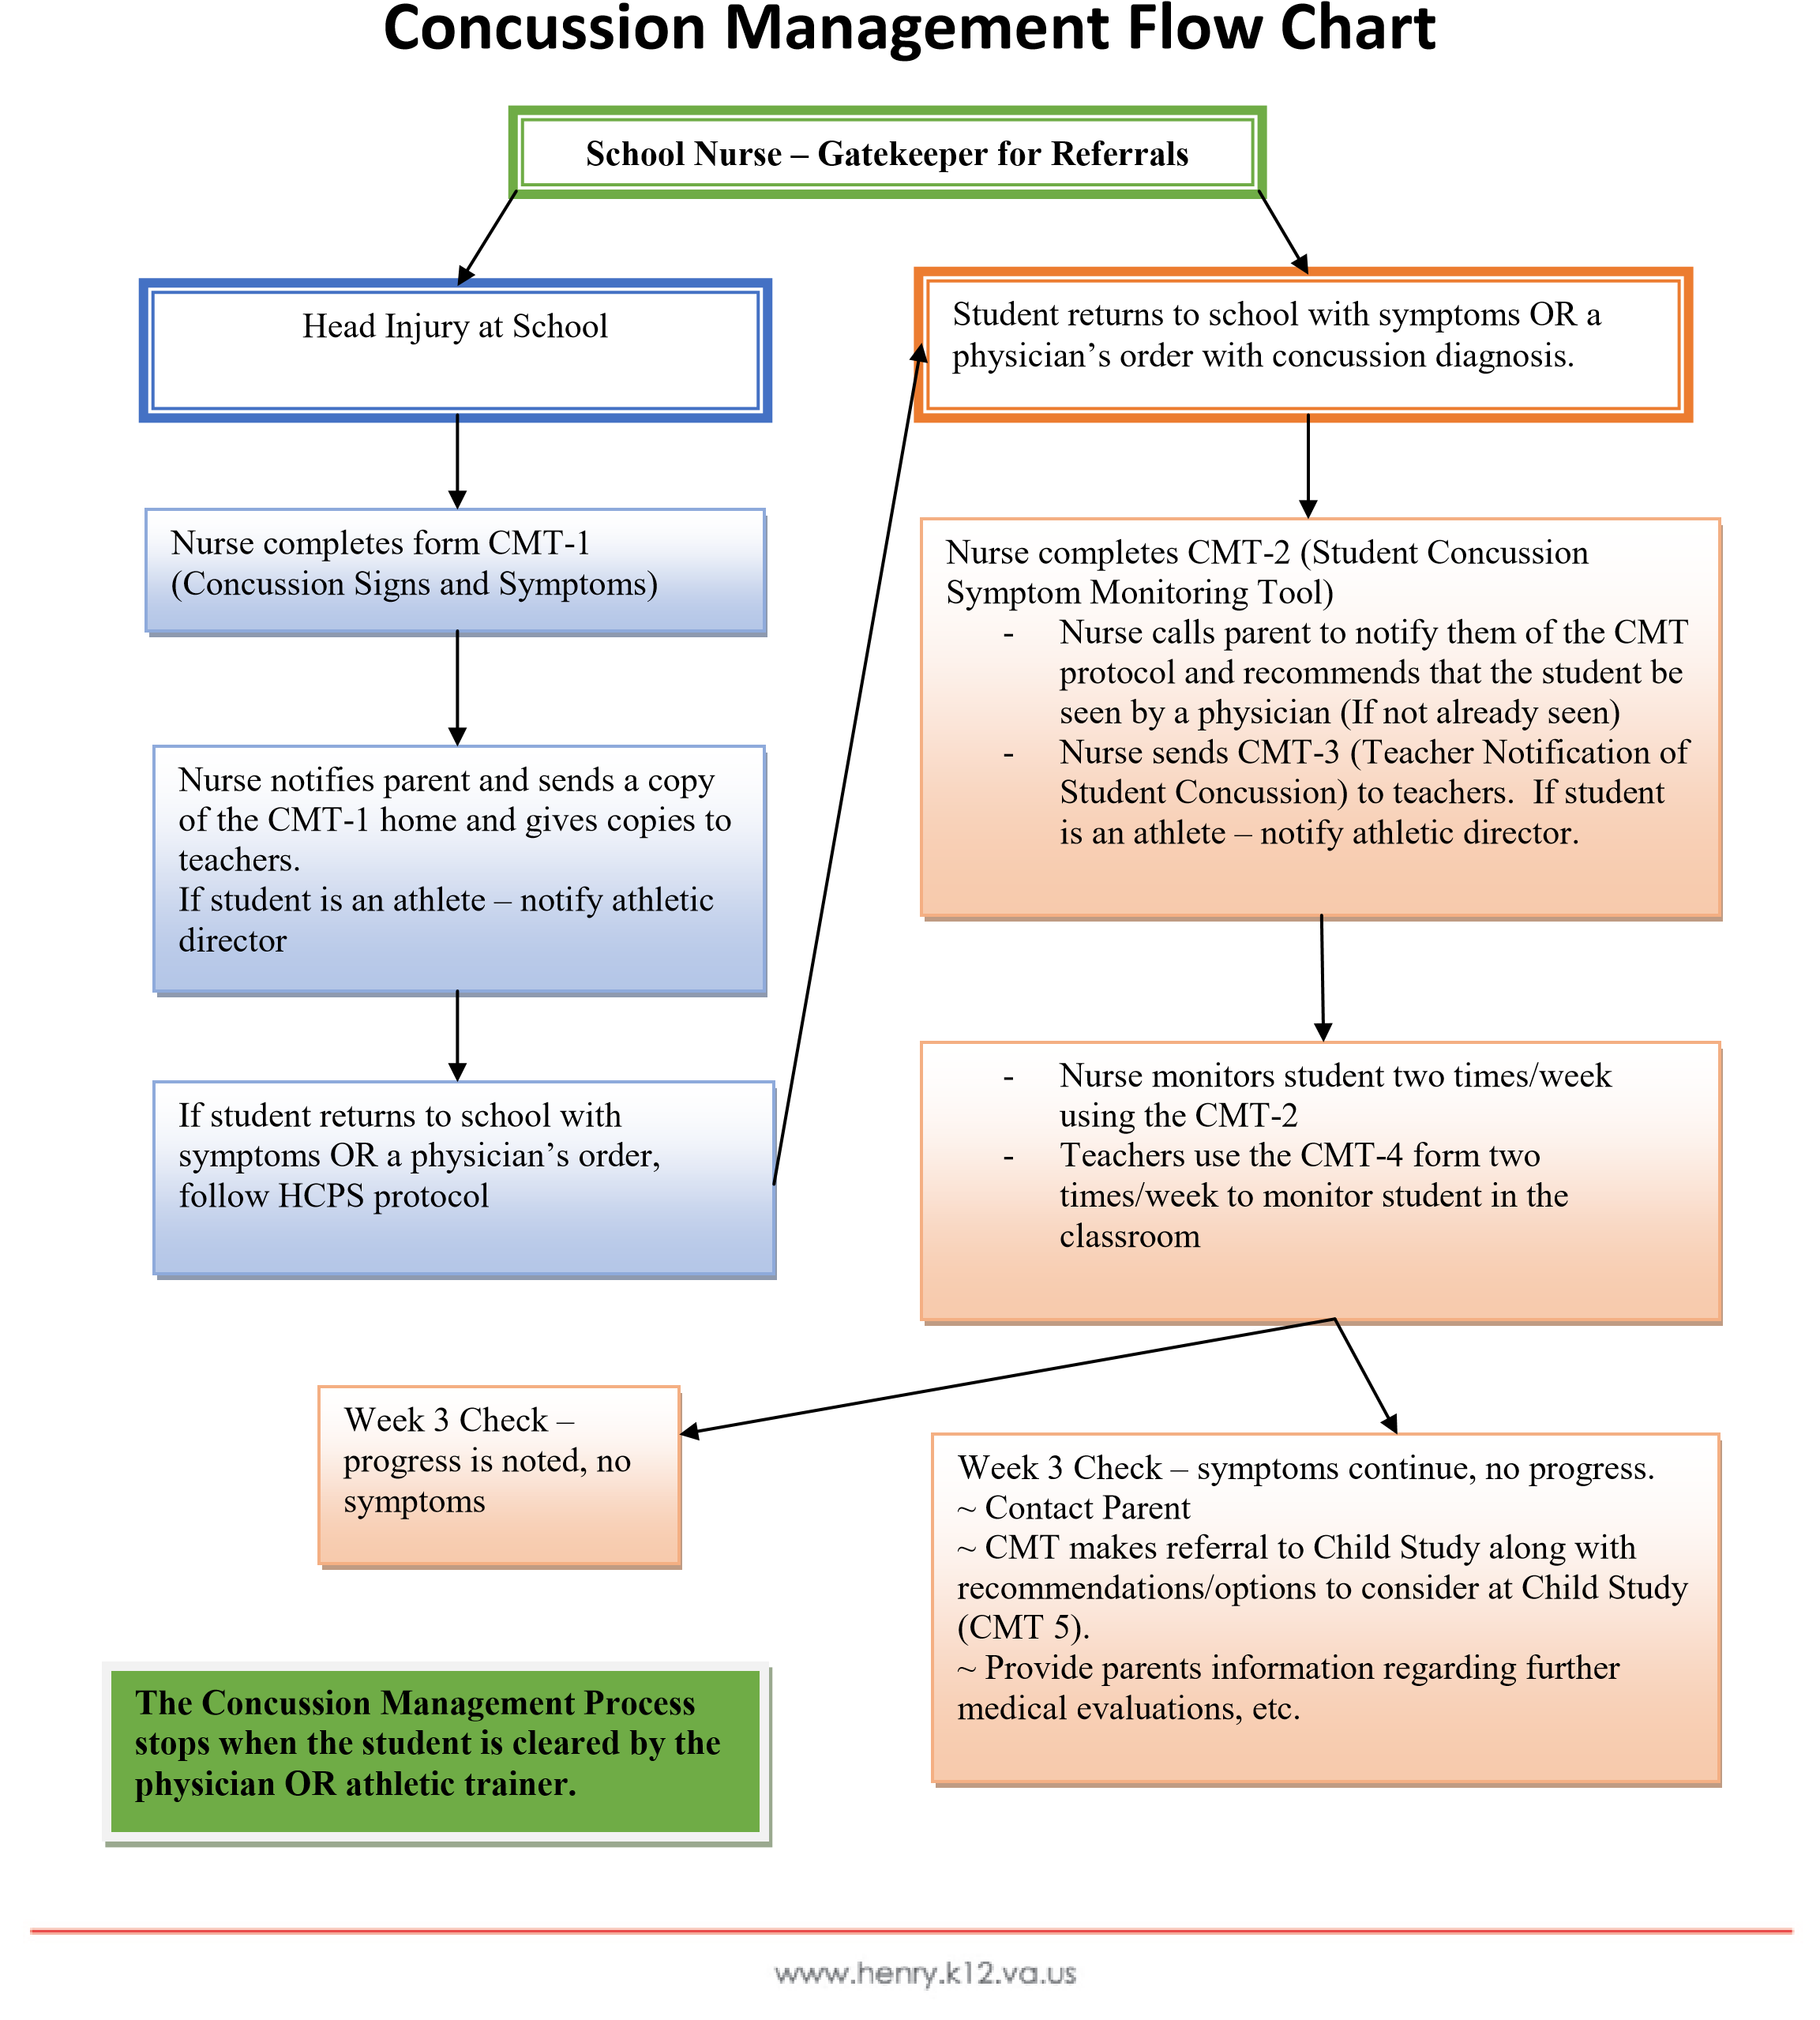 Concussion Management Flow Chart
School Nurse – Gatekeeper for Referrals
Head Injury at School
Student returns to school with symptoms OR a
physician’s order with concussion diagnosis.
Nurse completes form CMT-1
(Concussion Signs and Symptoms)
Nurse notifies parent and sends a copy
of the CMT-1 home and gives copies to
teachers.
If student is an athlete – notify athletic
director
If student returns to school with
symptoms OR a physician’s order,
follow HCPS protocol
Nurse completes CMT-2 (Student Concussion
Symptom Monitoring Tool)
- Nurse calls parent to notify them of the CMT
protocol and recommends that the student be
seen by a physician (If not already seen)
- Nurse sends CMT-3 (Teacher Notification of
Student Concussion) to teachers.  If student
is an athlete – notify athletic director.
- Nurse monitors student two times/week
using the CMT-2
- Teachers use the CMT-4 form two
times/week to monitor student in the
classroom
Week 3 Check –
progress is noted, no
symptoms
Week 3 Check – symptoms continue, no progress.
~ Contact Parent
~ CMT makes referral to Child Study along with
recommendations/options to consider at Child Study
(CMT 5).
~ Provide parents information regarding further
medical evaluations, etc.
The Concussion Management Process
stops when the student is cleared by the
physician OR athletic trainer.
www.henry.k12.va.us